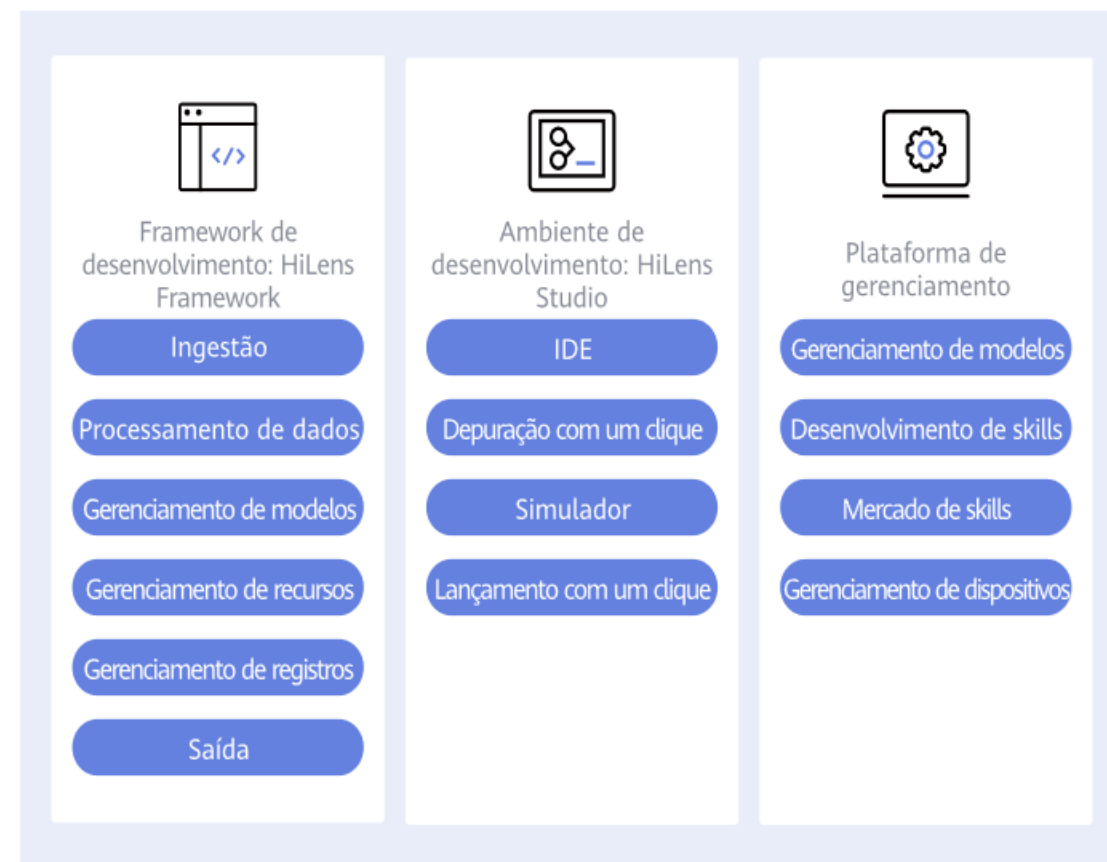 </>
Framework de
desenvolvimento: HiLens
Framework
Ingestão
Processamento de dados
Gerenciamento de modelos
Gerenciamento de recursos
Gerenciamento de registros
Saída
Ambiente de
desenvolvimento: HiLens
Studio
IDE
Depuração com um clique
Simulador
Lançamento com um clique
Plataforma de
gerenciamento
Gerenciamento de modelos
Desenvolvimento de skills
Mercado de skills
Gerenciamento de dispositivos